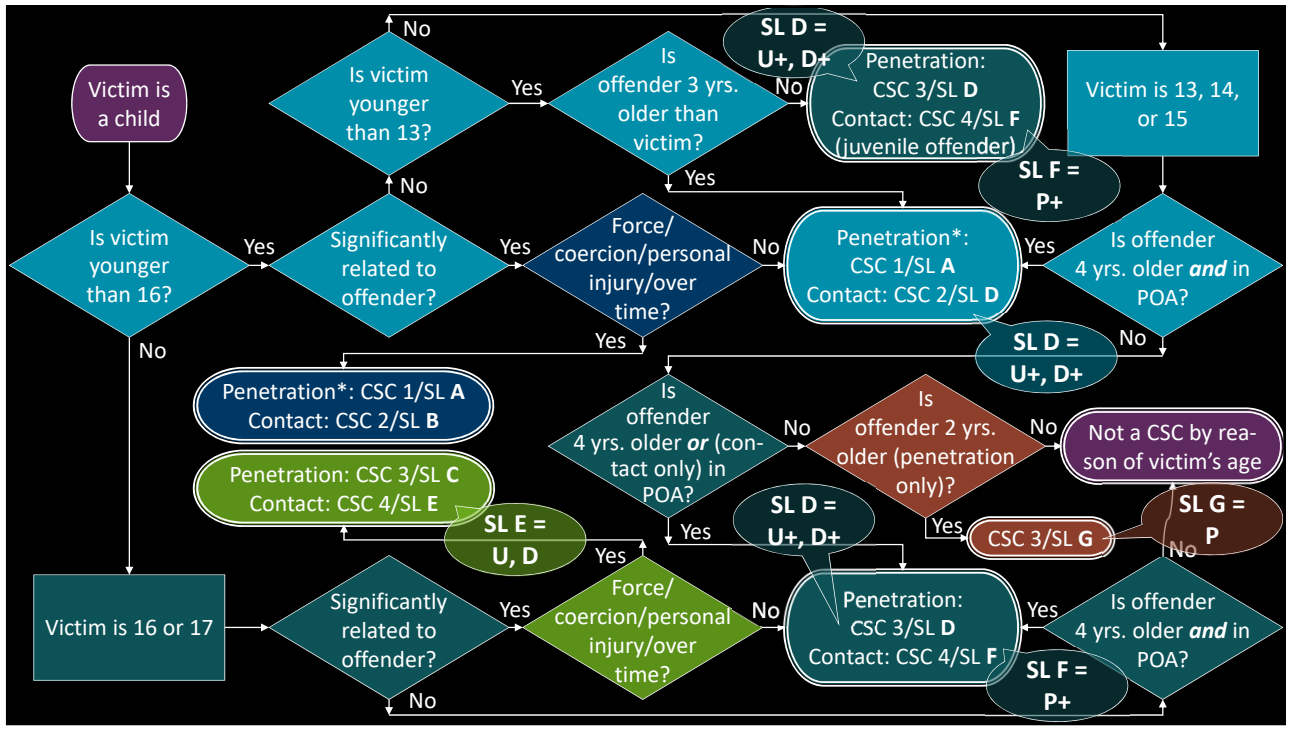 No
SL D =
U+, D+
Is victim
younger
than 13?
Yes
Is
offender 3 yrs.
older than
victim?
No
Penetration:
CSC 3/SL D
Contact: CSC 4/SL F
(juvenile offender)
Victim is 13, 14,
or 15
Victim is
a child
SL F =
P+
No
Yes
Is victim
younger
than 16?
Yes
Significantly
related to
offender?
Yes
Force/
coercion/personal
injury/over
time?
No
Penetration*:
CSC 1/SL A
Contact: CSC 2/SL D
Yes
Is offender
4 yrs. older and in
POA?
No
Yes
SL D =
U+, D+
No
Penetration*: CSC 1/SL A
Contact: CSC 2/SL B
Is
offender
4 yrs. older or (con-
tact only) in
POA?
No
Is
offender 2 yrs.
older (penetration
only)?
No
Not a CSC by rea-
son of victim’s age
Penetration: CSC 3/SL C
Contact: CSC 4/SL E
SL E =
U, D
Yes
Yes
SL D =
U+, D+
Yes
CSC 3/SL G
SL G =
P
No
Victim is 16 or 17
Significantly
related to
offender?
Yes
Force/
coercion/personal
injury/over
time?
No
Penetration:
CSC 3/SL D
Contact: CSC 4/SL F
Yes
Is offender
4 yrs. older and in
POA?
SL F =
P+
No